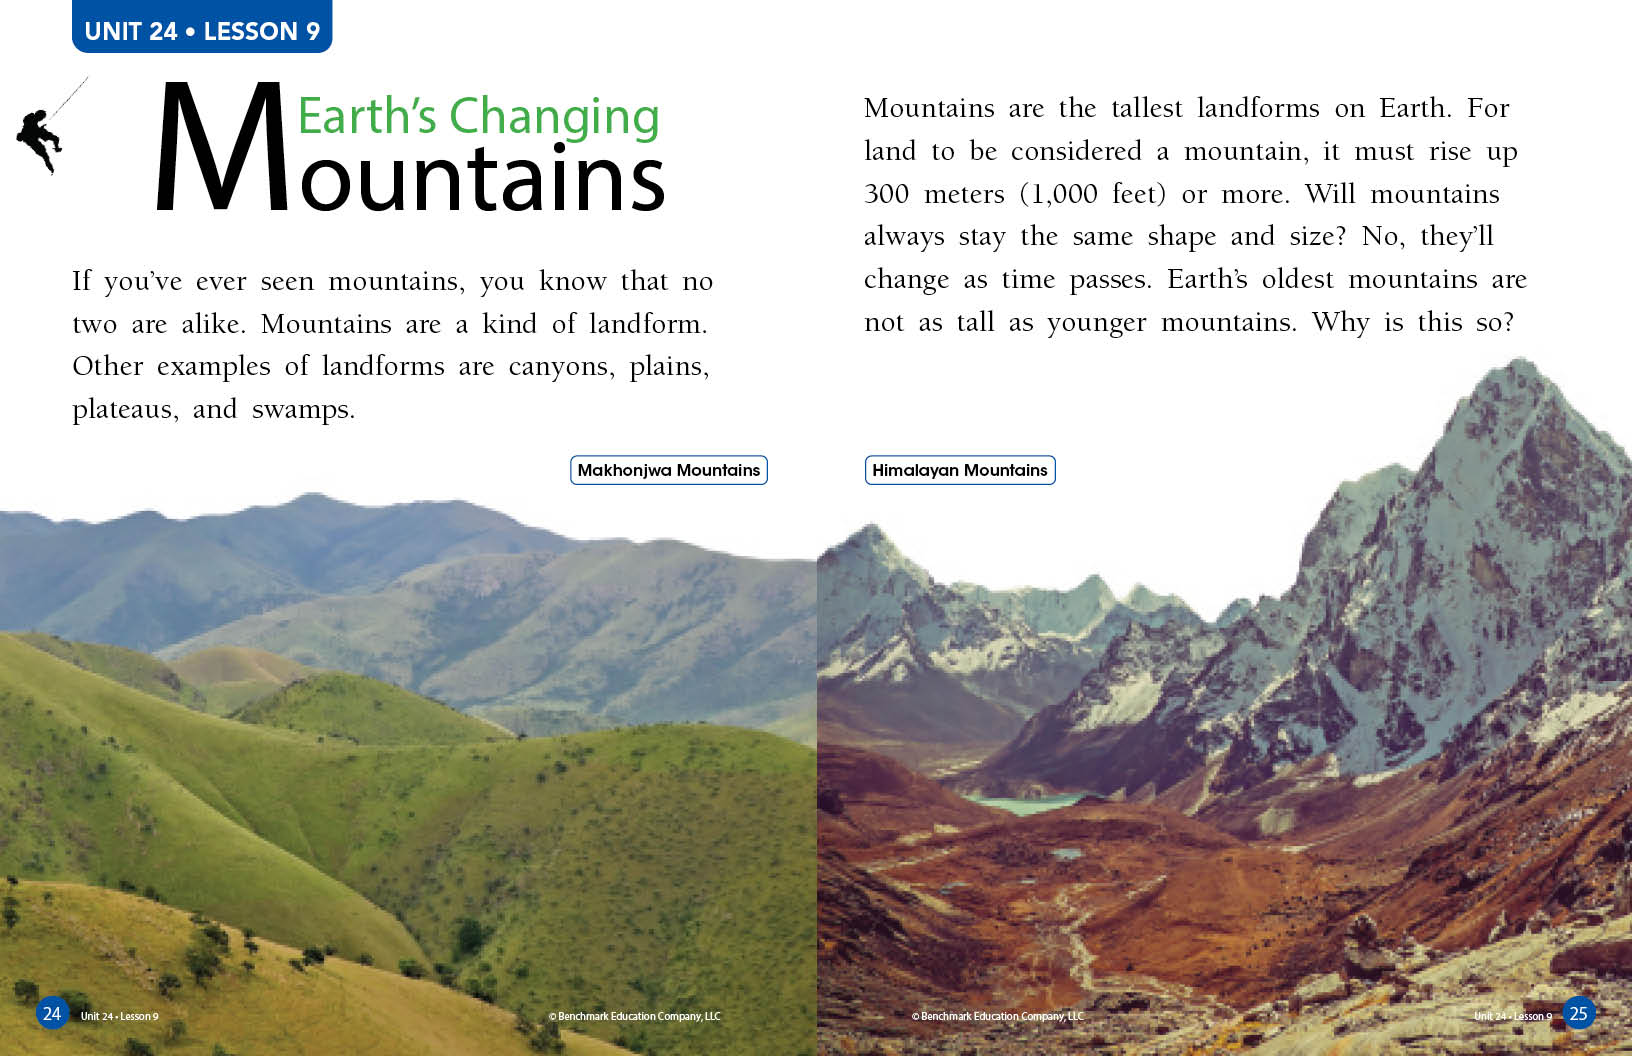 UNIT 24 • LESSON 9
Earth's Changing
Mountains
If you've ever seen mountains, you know that no
two are alike. Mountains are a kind of landform.
Other examples of landforms are canyons, plains,
plateaus, and swamps.
Makhonjwa Mountains
24
Unit 24 • Lesson 9
© Benchmark Education Company, LLC
Mountains are the tallest landforms on Earth. For
land to be considered a mountain, it must rise up
300 meters (1,000 feet) or more. Will mountains
always stay the same shape and size? No, they'll
change as time passes. Earth's oldest mountains are
not as tall as younger mountains. Why is this so?
Himalayan Mountains
© Benchmark Education Company, LLC
Unit 24 • Lesson 9
25